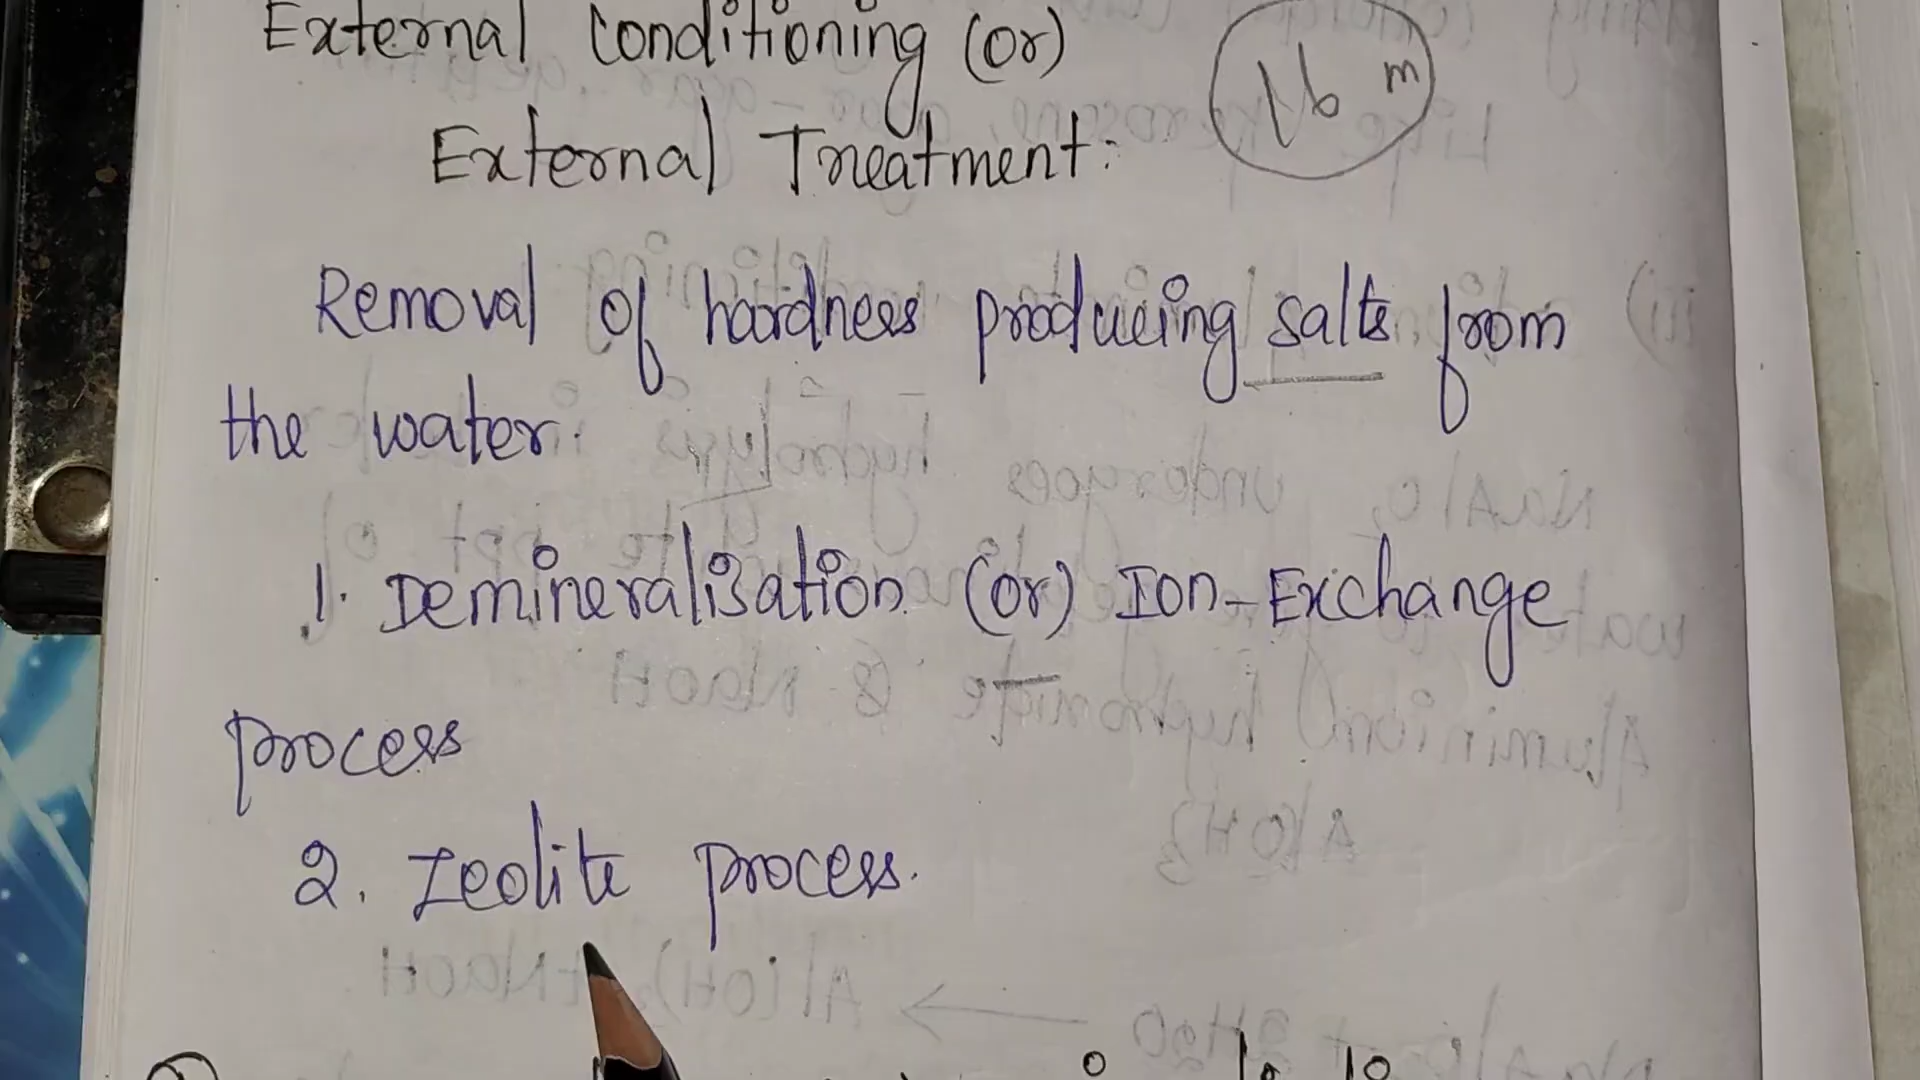 External Conditioning (or)
16 m
External Treatment:
Removal of hardness producing salts from
the water.
1. Demineralisation (or) Ion-Exchange
process
2. Zeolite process.